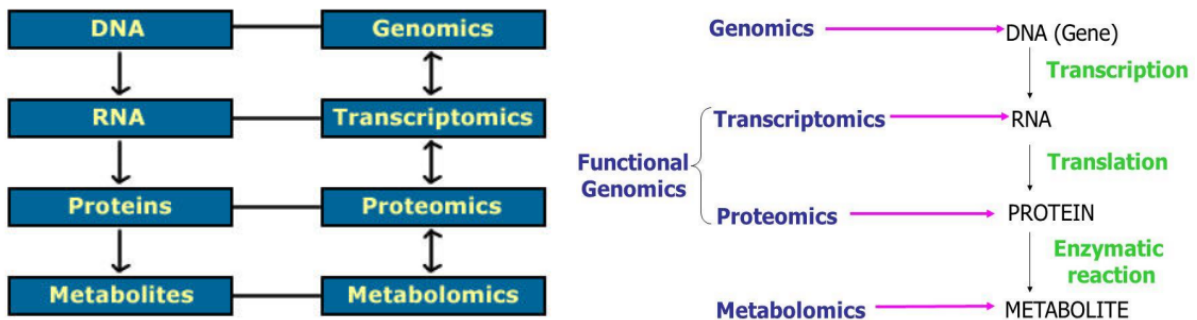 DNA
Genomics
RNA
Transcriptomics
Proteins
Proteomics
Metabolites
Metabolomics
Genomics
DNA (Gene)
Transcription
Transcriptomics
RNA
Functional
Genomics
Translation
Proteomics
PROTEIN
Enzymatic
reaction
Metabolomics
METABOLITE